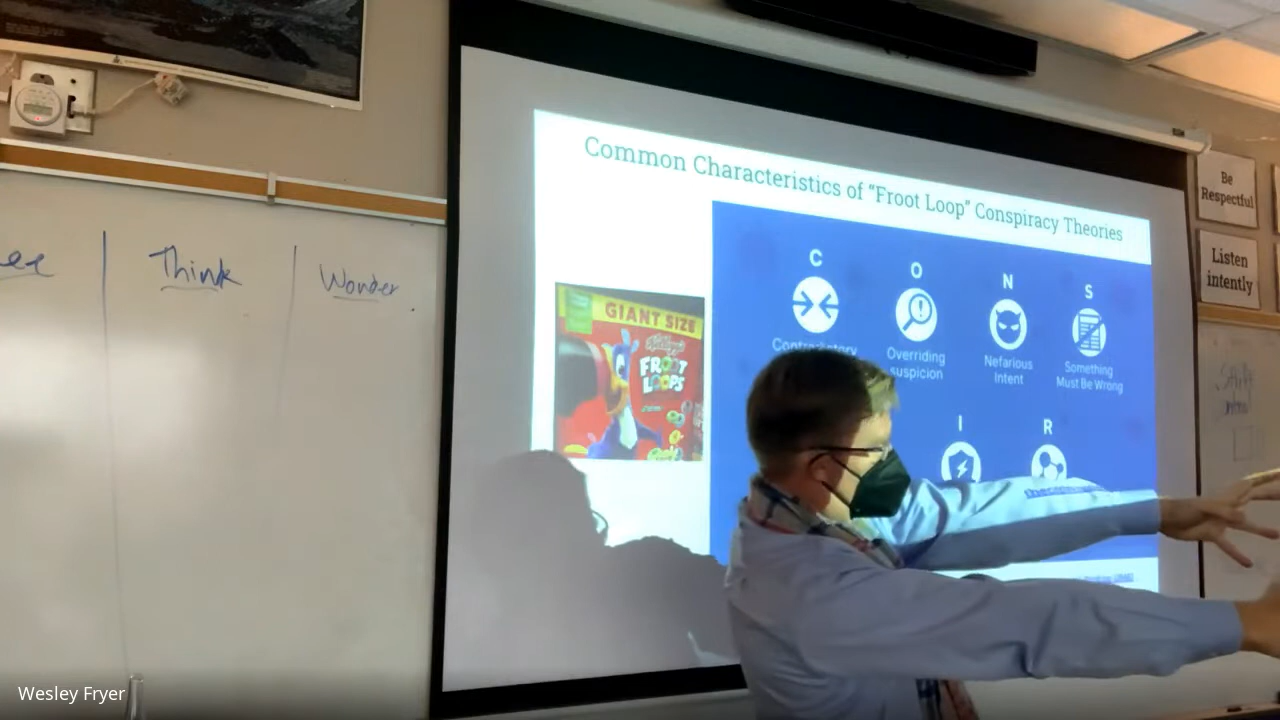 Common Characteristics of “Froot Loop” Conspiracy Theories
C
O
N
S
Overriding
suspicion
Nefarious
Intent
Something
Must Be Wrong
I
R
GIANT SIZE
Kellogg's
FROOT
LOOPS
Think
Wonder
Be
Respectful
Listen
intently
Wesley Fryer